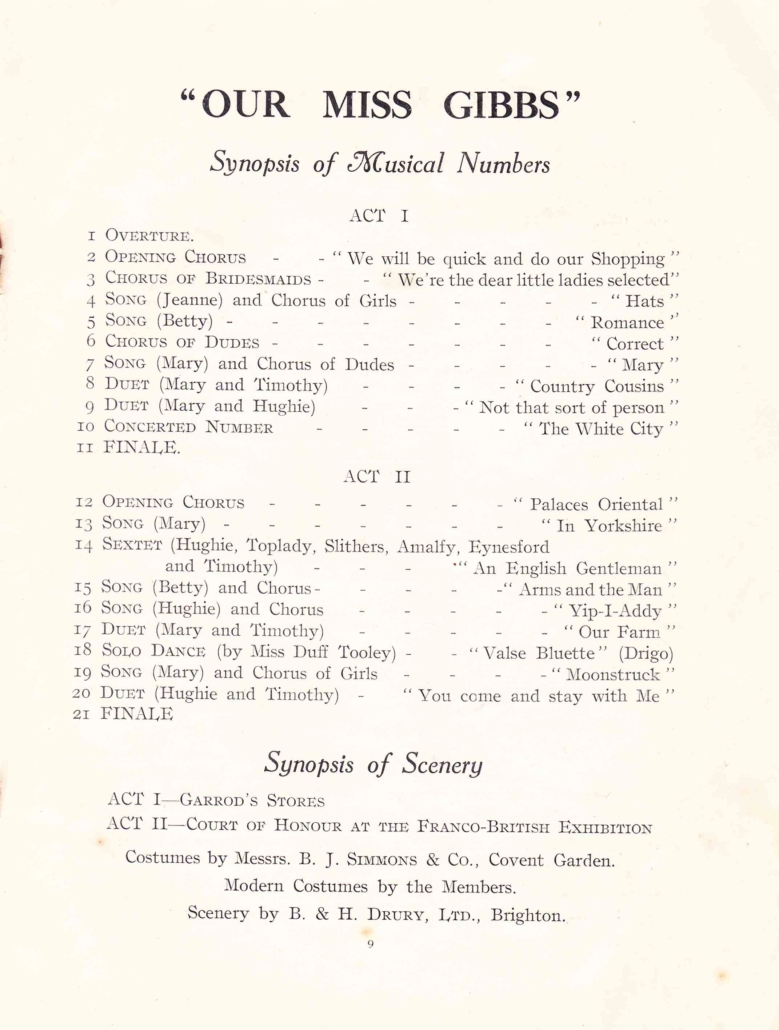 “OUR MISS GIBBS”
Synopsis of Musical Numbers
ACT I
1 OVERTURE.
2 OPENING CHORUS - - “ We will be quick and do our Shopping ”
3 CHORUS OF BRIDESMAIDS - - “ We’re the dear little ladies selected”
4 SONG (Jeanne) and Chorus of Girls - - - - - “ Hats ”
5 SONG (Betty) - - - - - - - - “ Romance ”
6 CHORUS OF DUDES - - - - - - - “ Correct ”
7 SONG (Mary) and Chorus of Dudes - - - - - “ Mary ”
8 DUET (Mary and Timothy) - - - - “ Country Cousins ”
9 DUET (Mary and Hughie) - - - “ Not that sort of person ”
10 CONCERTED NUMBER - - - - - “ The White City ”
11 FINALE.
ACT II
12 OPENING CHORUS - - - - - - “ Palaces Oriental ”
13 SONG (Mary) - - - - - - - “ In Yorkshire ”
14 SEXTET (Hughie, Toplady, Slithers, Amalfy, Eynesford
and Timothy) - - - “ An English Gentleman ”
15 SONG (Betty) and Chorus - - - - - “ Arms and the Man ”
16 SONG (Hughie) and Chorus - - - - - “ Yip-I-Addy ”
17 DUET (Mary and Timothy) - - - - - “ Our Farm ”
18 SOLO DANCE (by Miss Duff Tooley) - - “ Valse Bluette” (Drigo)
19 SONG (Mary) and Chorus of Girls - - - - “ Moonstruck ”
20 DUET (Hughie and Timothy) - “ You come and stay with Me ”
21 FINALE
Synopsis of Scenery
ACT I—GARROD’S STORES
ACT II—COURT OF HONOUR AT THE FRANCO-BRITISH EXHIBITION
Costumes by Messrs. B. J. SIMMONS & CO., Covent Garden.
Modern Costumes by the Members.
Scenery by B. & H. DRURY, LTD., Brighton.
9